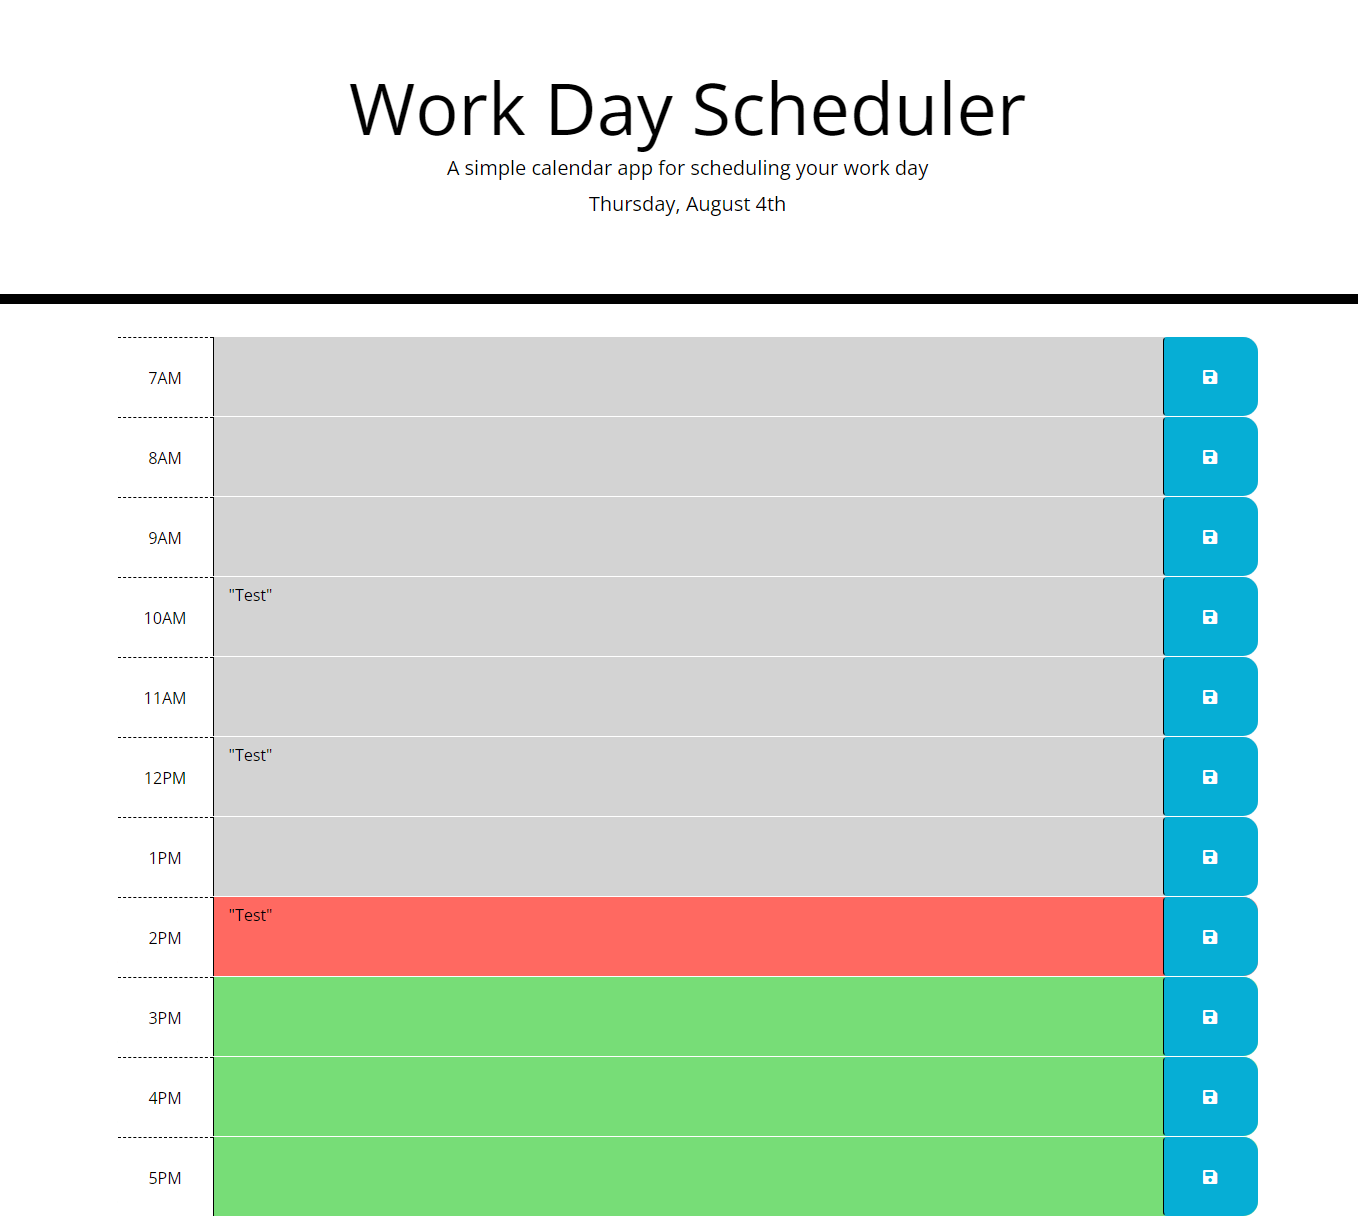 Work Day Scheduler
A simple calendar app for scheduling your work day
Thursday, August 4th
7AM
8AM
9AM
10AM "Test"
11AM
12PM "Test"
1PM
2PM "Test"
3PM
4PM
5PM